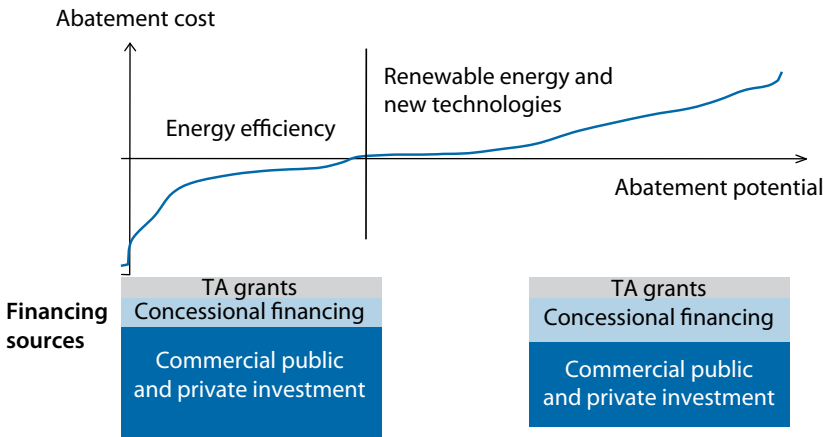 Abatement cost
Renewable energy and
new technologies
Energy efficiency
Abatement potential
TA grants
TA grants
Financing
sources
Concessional financing
Concessional financing
Commercial public
and private investment
Commercial public
and private investment